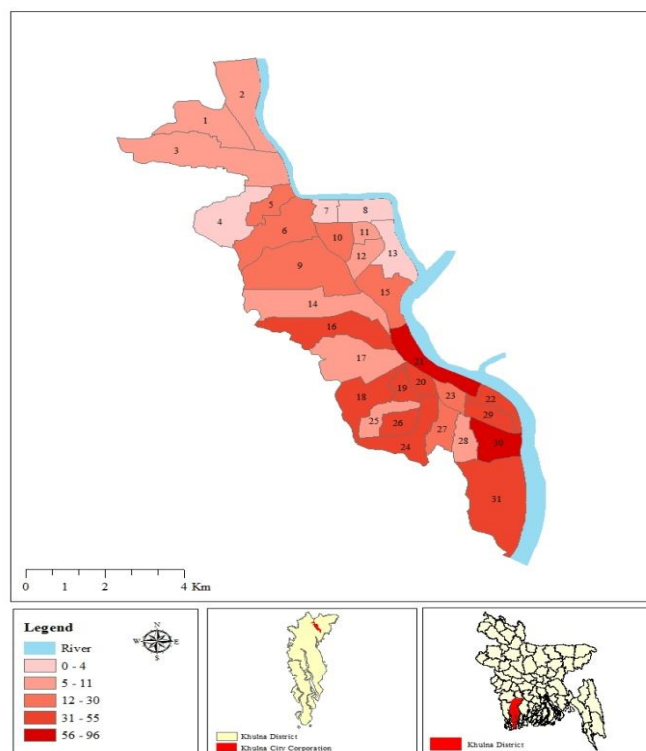 2
1
3
5
4
7
8
6
10
11
13
12
9
15
14
16
21
17
20
19
18
22
23
29
25
26
27
28
30
24
31
0 1 2 4
Km
Legend
River
0 - 4
5 - 11
12 - 30
31 - 55
56 - 96
N
W E
S
Khulna District
Khulna City Corporation
Khulna District